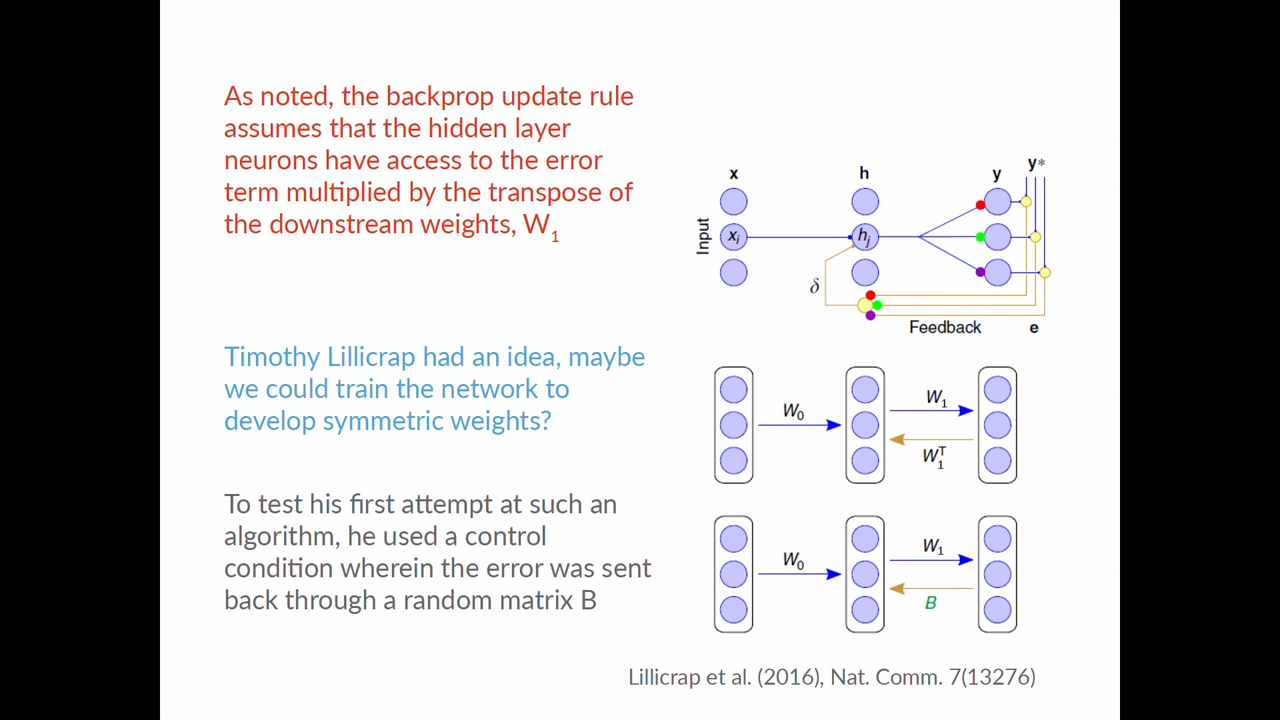 As noted, the backprop update rule
assumes that the hidden layer
neurons have access to the error
term multiplied by the transpose of
the downstream weights, W₁
Timothy Lillicrap had an idea, maybe
we could train the network to
develop symmetric weights?
To test his first attempt at such an
algorithm, he used a control
condition wherein the error was sent
back through a random matrix B
y*
x h y
Input
xᵢ hⱼ
δ
Feedback e
W₀ W₁
W₁ᵀ
W₀ W₁
B
Lillicrap et al. (2016), Nat. Comm. 7(13276)